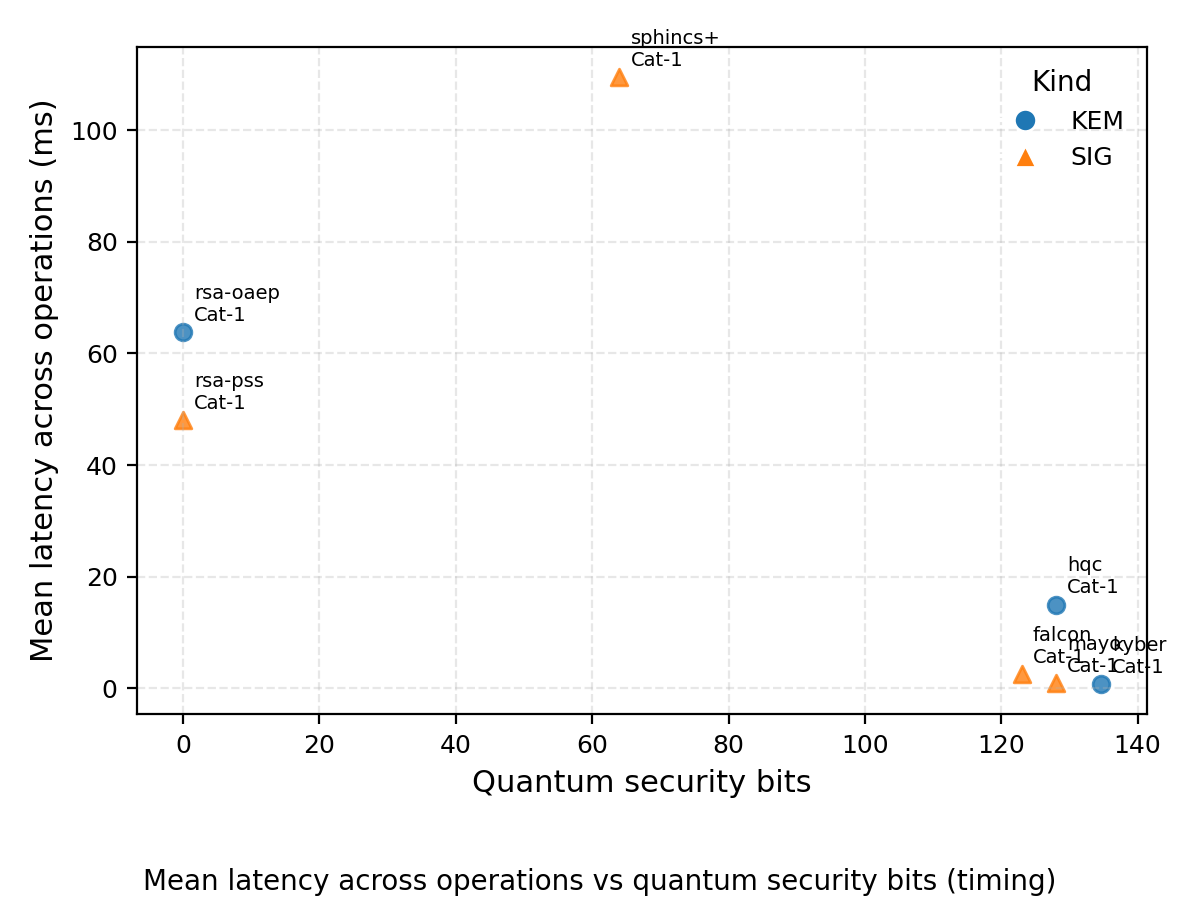 sphincs+
Cat-1
Kind
KEM
SIG
100
80
60
40
20
0
Mean latency across operations (ms)
rsa-oaep
Cat-1
rsa-pss
Cat-1
hqc
Cat-1
falcon
Cat-1
mayo
Cat-1
kyber
Cat-1
0 20 40 60 80 100 120 140
Quantum security bits
Mean latency across operations vs quantum security bits (timing)